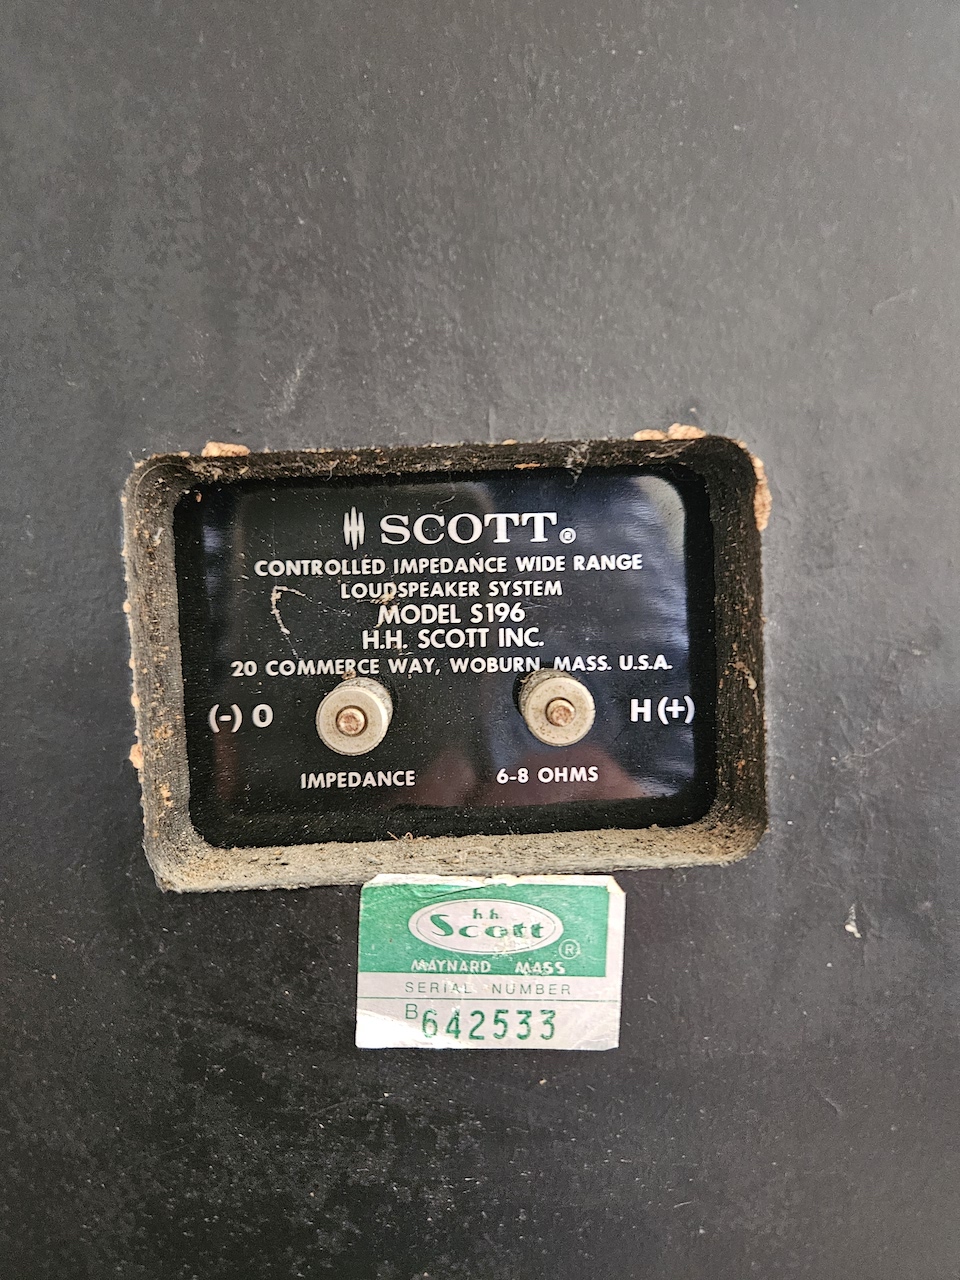 SCOTT®
CONTROLLED IMPEDANCE WIDE RANGE
LOUDSPEAKER SYSTEM
MODEL S196
H.H. SCOTT INC.
20 COMMERCE WAY, WOBURN, MASS. U.S.A.
(-) O H (+)
IMPEDANCE 6-8 OHMS
h.h.
Scott ®
MAYNARD MASS
SERIAL NUMBER
B642533